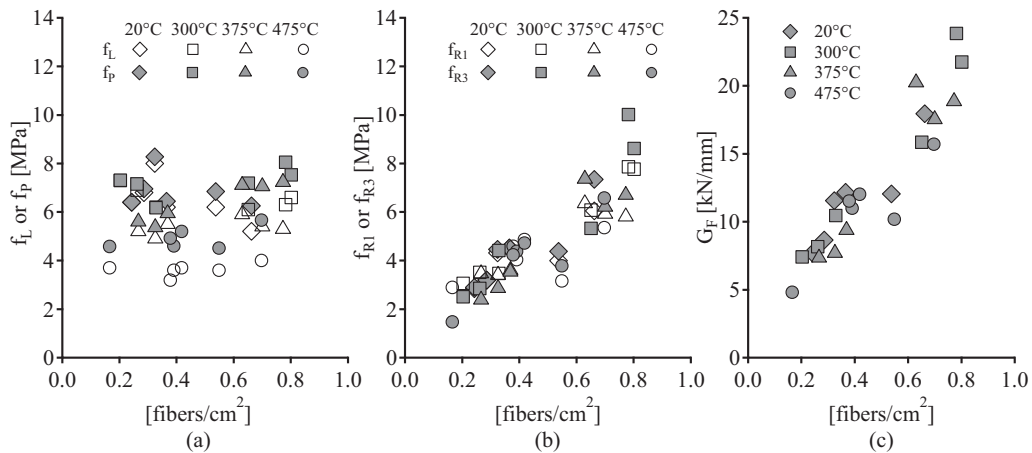 20°C 300°C 375°C 475°C
f_L
f_P
f_L or f_P [MPa]
14
12
10
8
6
4
2
0
0.0 0.2 0.4 0.6 0.8 1.0
[fibers/cm²]
(a)
20°C 300°C 375°C 475°C
f_R1
f_R3
f_R1 or f_R3 [MPa]
14
12
10
8
6
4
2
0
0.0 0.2 0.4 0.6 0.8 1.0
[fibers/cm²]
(b)
20°C
300°C
375°C
475°C
G_F [kN/mm]
25
20
15
10
5
0
0.0 0.2 0.4 0.6 0.8 1.0
[fibers/cm²]
(c)